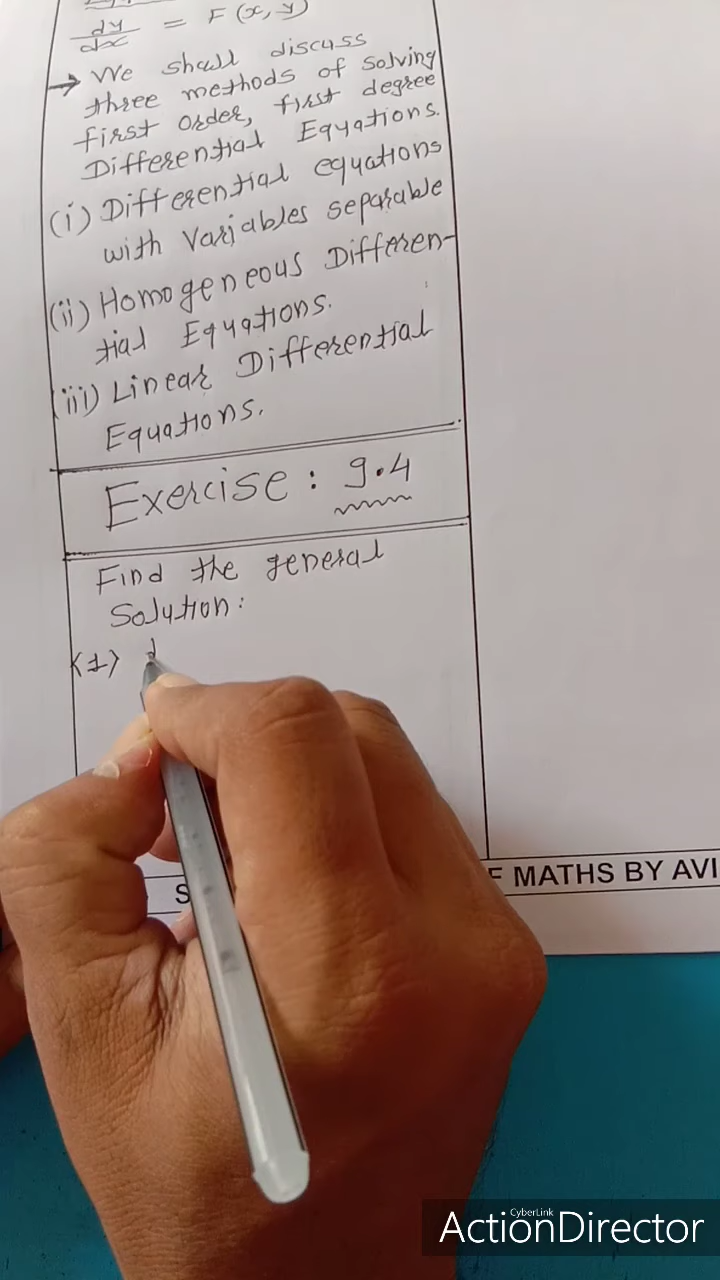 dy/dx = F(x, y)
→ We shall discuss
three methods of solving
first order, first degree
Differential Equations.
(i) Differential equations
with Variables separable
(ii) Homogeneous Differen-
tial Equations.
iii) Linear Differential
Equations.
Exercise: 9.4
Find the general
Solution:
(1) d
S
F MATHS BY AVI
CyberLink
ActionDirector